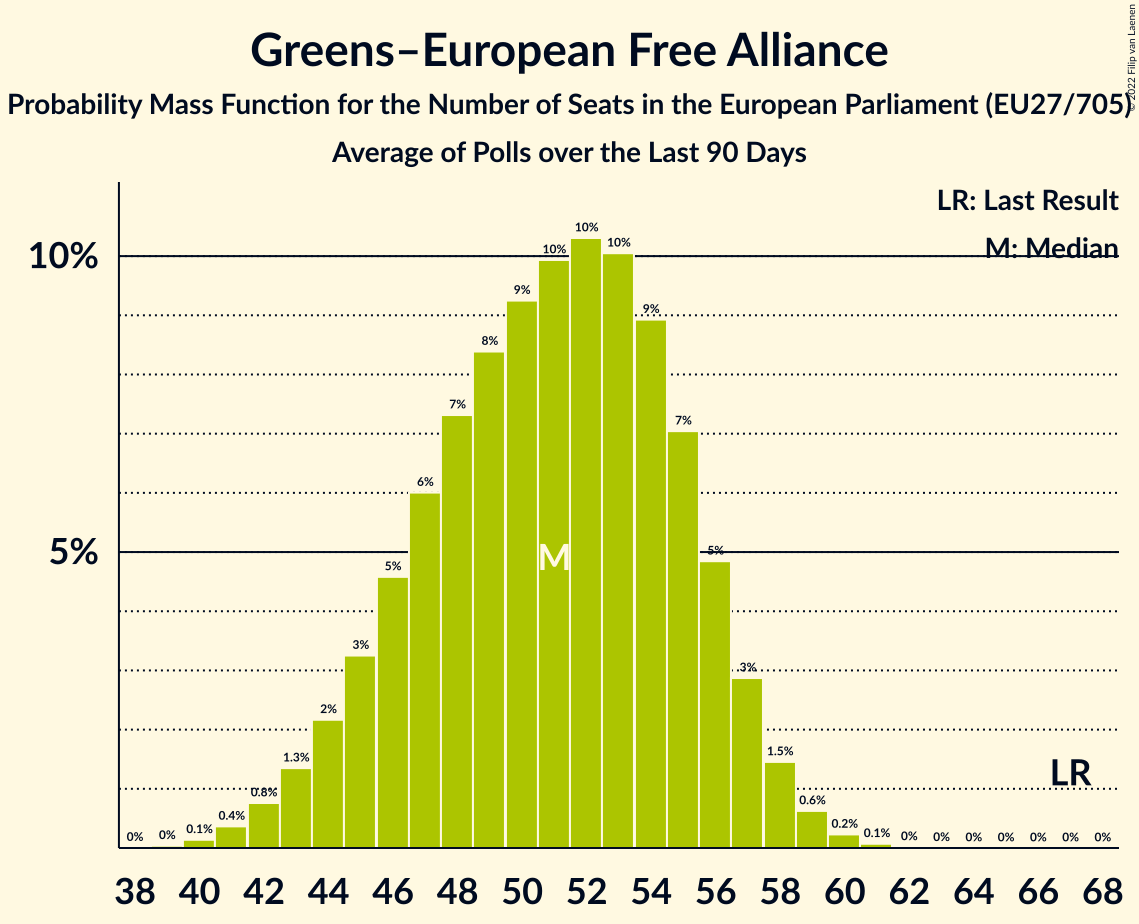 Greens–European Free Alliance
Probability Mass Function for the Number of Seats in the European Parliament (EU27/705)
Average of Polls over the Last 90 Days
© 2022 Filip van Laenen
LR: Last Result
M: Median
10%
5%
0% 0% 0.1% 0.4% 0.8% 1.3% 2% 3% 5% 6% 7% 8% 9% 10% 10% 10% 9% 7% 5% 3% 1.5% 0.6% 0.2% 0.1% 0% 0% 0% 0% 0% 0% 0%
M
LR
38 40 42 44 46 48 50 52 54 56 58 60 62 64 66 68